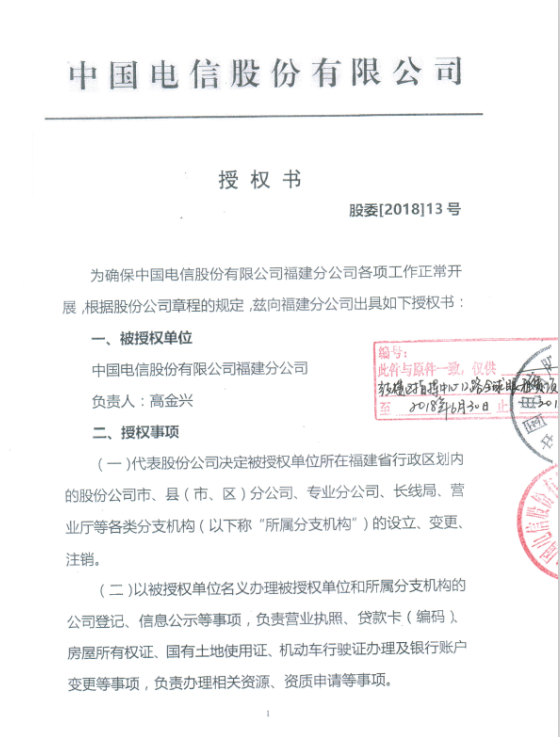 中国电信股份有限公司
授权书
股委[2018]13号
为确保中国电信股份有限公司福建分公司各项工作正常开
展,根据股份公司章程的规定,兹向福建分公司出具如下授权书:
一、被授权单位
中国电信股份有限公司福建分公司
负责人:高金兴
二、授权事项
编号:
此件与原件一致,仅供
至 2018年6月30日 止
(一)代表股份公司决定被授权单位所在福建省行政区划内
的股份公司市、县(市、区)分公司、专业分公司、长线局、营
业厅等各类分支机构(以下称“所属分支机构”)的设立、变更、
注销。
(二)以被授权单位名义办理被授权单位和所属分支机构的
公司登记、信息公示等事项,负责营业执照、贷款卡(编码)、
房屋所有权证、国有土地使用证、机动车行驶证办理及银行账户
变更等事项,负责办理相关资源、资质申请等事项。
1